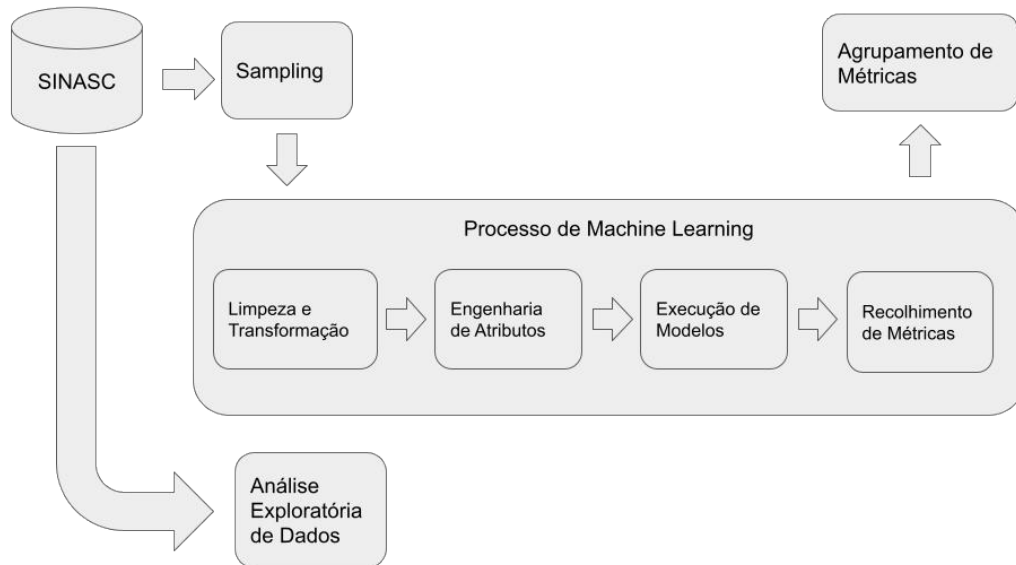 SINASC
Sampling
Agrupamento de
Métricas
Processo de Machine Learning
Limpeza e
Transformação
Engenharia
de Atributos
Execução de
Modelos
Recolhimento
de Métricas
Análise
Exploratória
de Dados